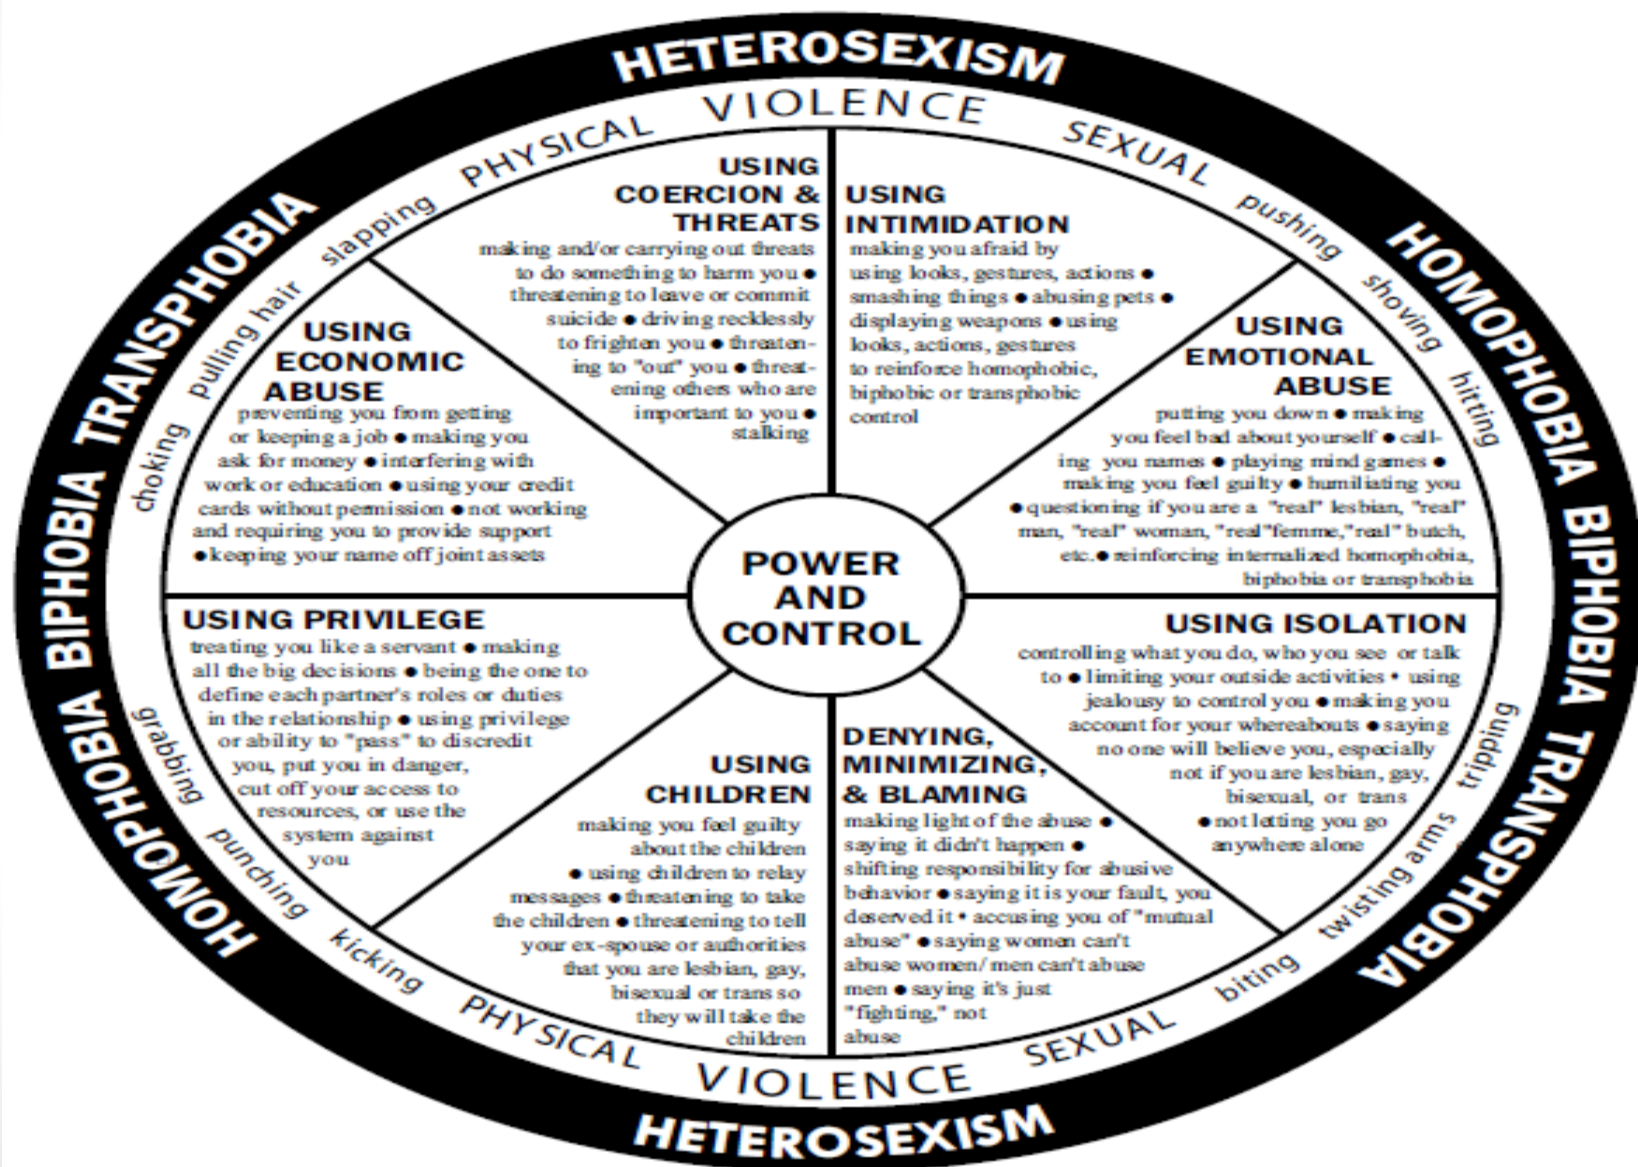 HETEROSEXISM
HOMOPHOBIA BIPHOBIA TRANSPHOBIA
HETEROSEXISM
HOMOPHOBIA BIPHOBIA TRANSPHOBIA
PHYSICAL VIOLENCE SEXUAL
pushing
shoving
hitting
tripping
twisting arms
biting
PHYSICAL VIOLENCE SEXUAL
kicking
punching
grabbing
choking
pulling hair
slapping
USING
COERCION &
THREATS
making and/or carrying out threats
to do something to harm you ●
threatening to leave or commit
suicide ● driving recklessly
to frighten you ● threaten-
ing to "out" you ● threat-
ening others who are
important to you ●
stalking
USING
INTIMIDATION
making you afraid by
using looks, gestures, actions ●
smashing things ● abusing pets ●
displaying weapons ● using
looks, actions, gestures
to reinforce homophobic,
biphobic or transphobic
control
USING
EMOTIONAL
ABUSE
putting you down ● making
you feel bad about yourself ● call-
ing you names ● playing mind games ●
making you feel guilty ● humiliating you
● questioning if you are a "real" lesbian, "real"
man, "real" woman, "real"femme,"real" butch,
etc.● reinforcing internalized homophobia,
biphobia or transphobia
USING ISOLATION
controlling what you do, who you see or talk
to ● limiting your outside activities • using
jealousy to control you ● making you
account for your whereabouts ● saying
no one will believe you, especially
not if you are lesbian, gay,
bisexual, or trans
● not letting you go
anywhere alone
DENYING,
MINIMIZING,
& BLAMING
making light of the abuse ●
saying it didn't happen ●
shifting responsibility for abusive
behavior ● saying it is your fault, you
deserved it • accusing you of "mutual
abuse" ● saying women can't
abuse women/ men can't abuse
men ● saying it's just
"fighting," not
abuse
USING
CHILDREN
making you feel guilty
about the children
● using children to relay
messages ● threatening to take
the children ● threatening to tell
your ex-spouse or authorities
that you are lesbian, gay,
bisexual or trans so
they will take the
children
USING PRIVILEGE
treating you like a servant ● making
all the big decisions ● being the one to
define each partner's roles or duties
in the relationship ● using privilege
or ability to "pass" to discredit
you, put you in danger,
cut off your access to
resources, or use the
system against
you
USING
ECONOMIC
ABUSE
preventing you from getting
or keeping a job ● making you
ask for money ● interfering with
work or education ● using your credit
cards without permission ● not working
and requiring you to provide support
● keeping your name off joint assets
POWER
AND
CONTROL